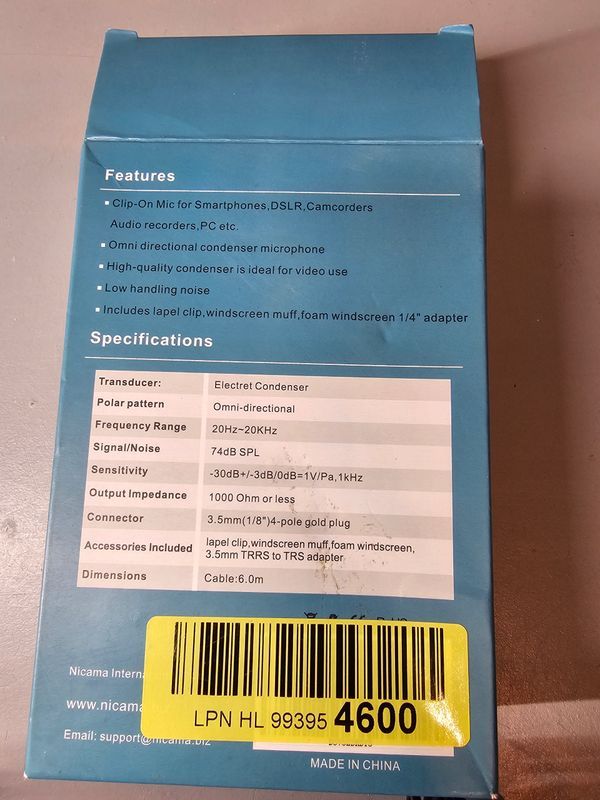 Features
▪ Clip-On Mic for Smartphones,DSLR,Camcorders
Audio recorders,PC etc.
▪ Omni directional condenser microphone
▪ High-quality condenser is ideal for video use
▪ Low handling noise
▪ Includes lapel clip,windscreen muff,foam windscreen 1/4" adapter
Specifications
Transducer: Electret Condenser
Polar pattern Omni-directional
Frequency Range 20Hz~20KHz
Signal/Noise 74dB SPL
Sensitivity -30dB+/-3dB/0dB=1V/Pa,1kHz
Output Impedance 1000 Ohm or less
Connector 3.5mm(1/8")4-pole gold plug
Accessories Included lapel clip,windscreen muff,foam windscreen,
3.5mm TRRS to TRS adapter
Dimensions Cable:6.0m
Nicama
www.nicama
LPN HL 99395 4600
Email: support@nicama.biz
MADE IN CHINA